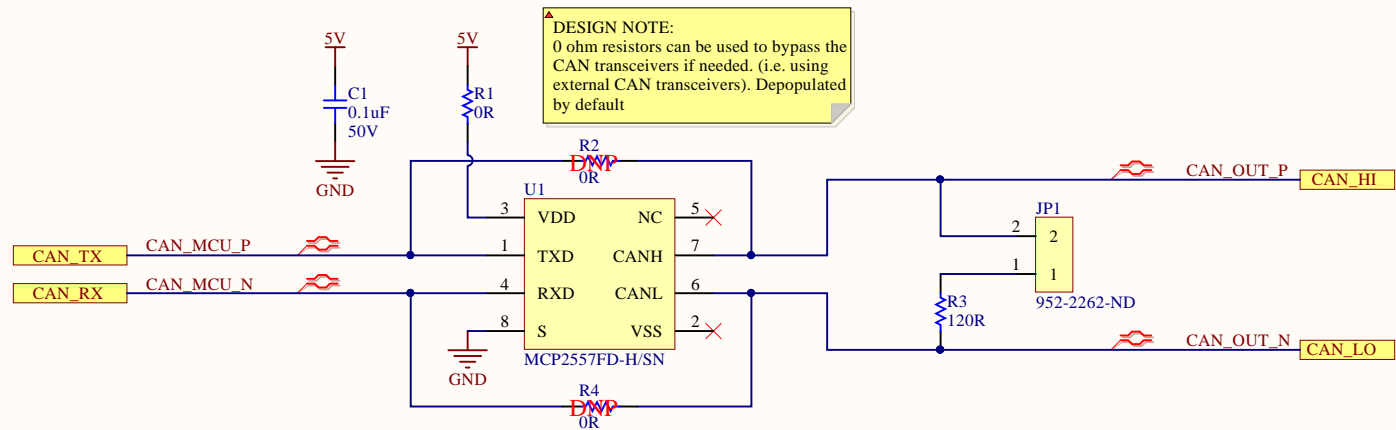 DESIGN NOTE:
0 ohm resistors can be used to bypass the
CAN transceivers if needed. (i.e. using
external CAN transceivers). Depopulated
by default
5V
C1
0.1uF
50V
GND
5V
R1
0R
R2
DNP
0R
U1
3 VDD NC 5
1 TXD CANH 7
4 RXD CANL 6
8 S VSS 2
MCP2557FD-H/SN
GND
R4
DNP
0R
CAN_TX CAN_MCU_P
CAN_RX CAN_MCU_N
CAN_OUT_P CAN_HI
JP1
2 2
1 1
952-2262-ND
R3
120R
CAN_OUT_N CAN_LO